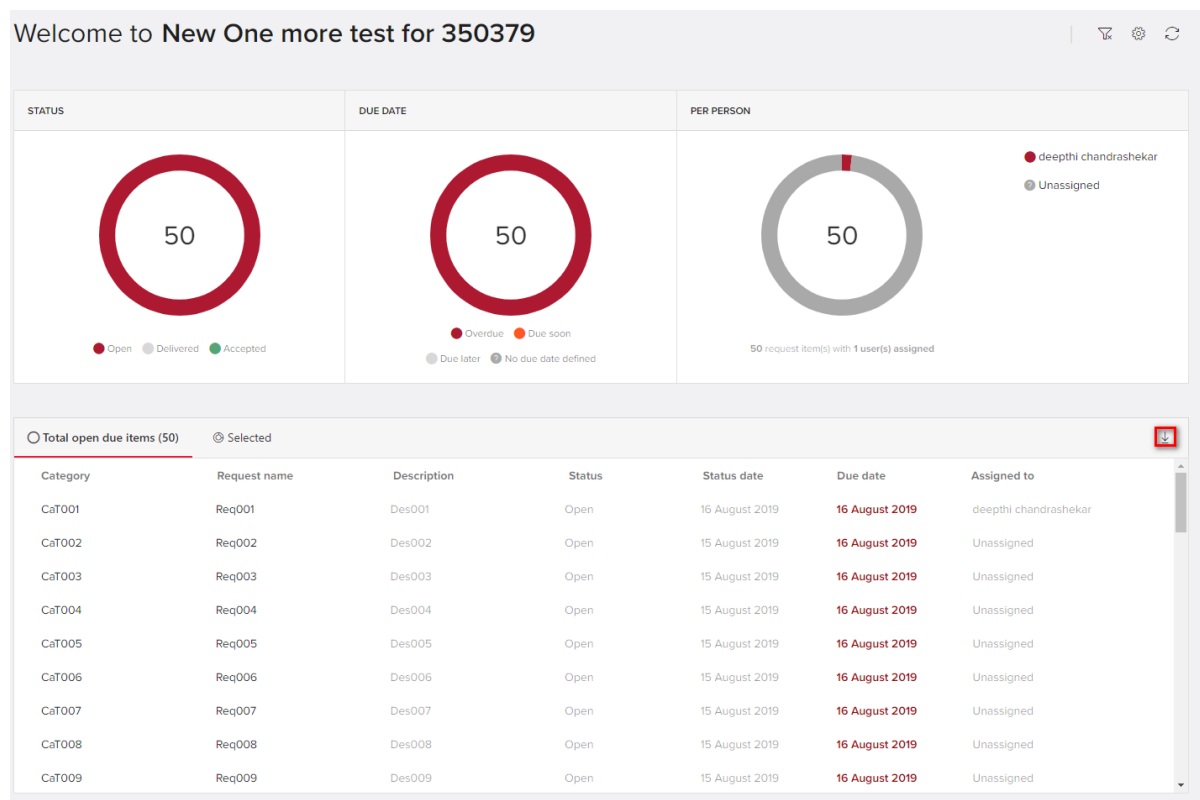 Welcome to New One more test for 350379
STATUS
DUE DATE
PER PERSON
50
Open Delivered Accepted
50
Overdue Due soon
Due later ? No due date defined
50
50 request item(s) with 1 user(s) assigned
deepthi chandrashekar
? Unassigned
Total open due items (50) Selected
Category Request name Description Status Status date Due date Assigned to
CaT001 Req001 Des001 Open 16 August 2019 16 August 2019 deepthi chandrashekar
CaT002 Req002 Des002 Open 15 August 2019 16 August 2019 Unassigned
CaT003 Req003 Des003 Open 15 August 2019 16 August 2019 Unassigned
CaT004 Req004 Des004 Open 15 August 2019 16 August 2019 Unassigned
CaT005 Req005 Des005 Open 15 August 2019 16 August 2019 Unassigned
CaT006 Req006 Des006 Open 15 August 2019 16 August 2019 Unassigned
CaT007 Req007 Des007 Open 15 August 2019 16 August 2019 Unassigned
CaT008 Req008 Des008 Open 15 August 2019 16 August 2019 Unassigned
CaT009 Req009 Des009 Open 15 August 2019 16 August 2019 Unassigned